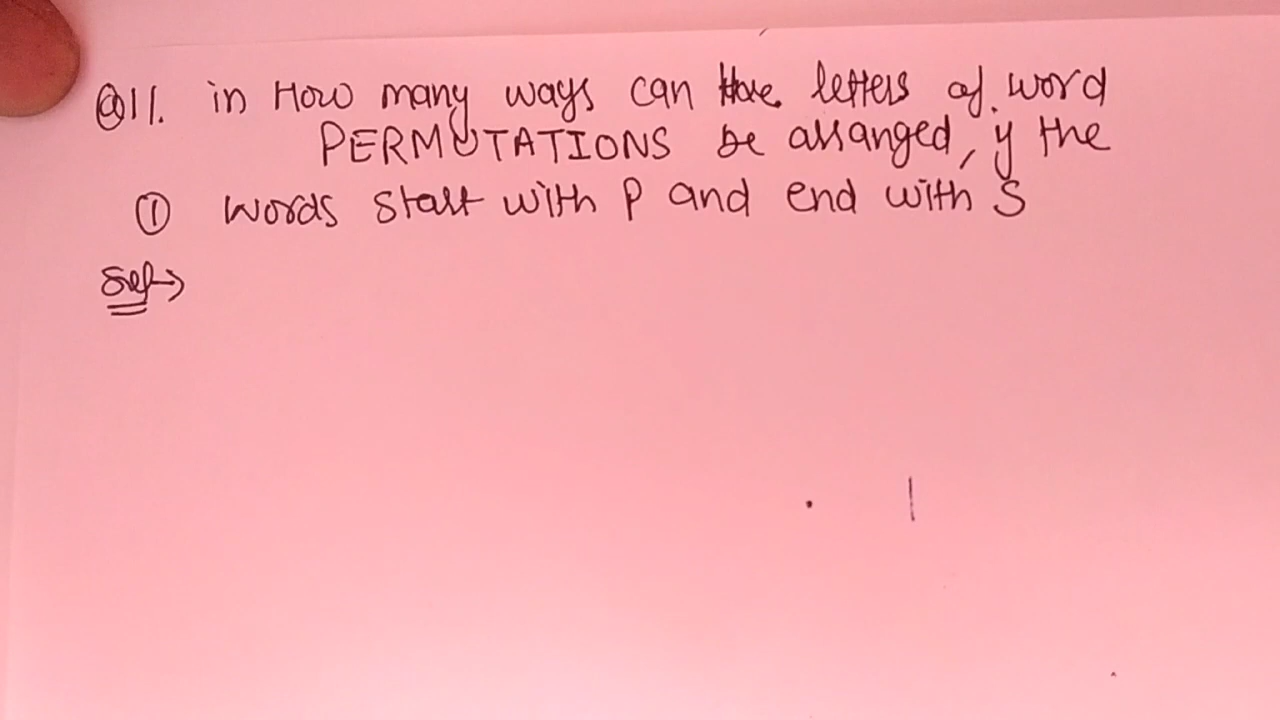 Q11. in How many ways can the letters of word
PERMUTATIONS be arranged, if the
① words start with P and end with S
Sol→